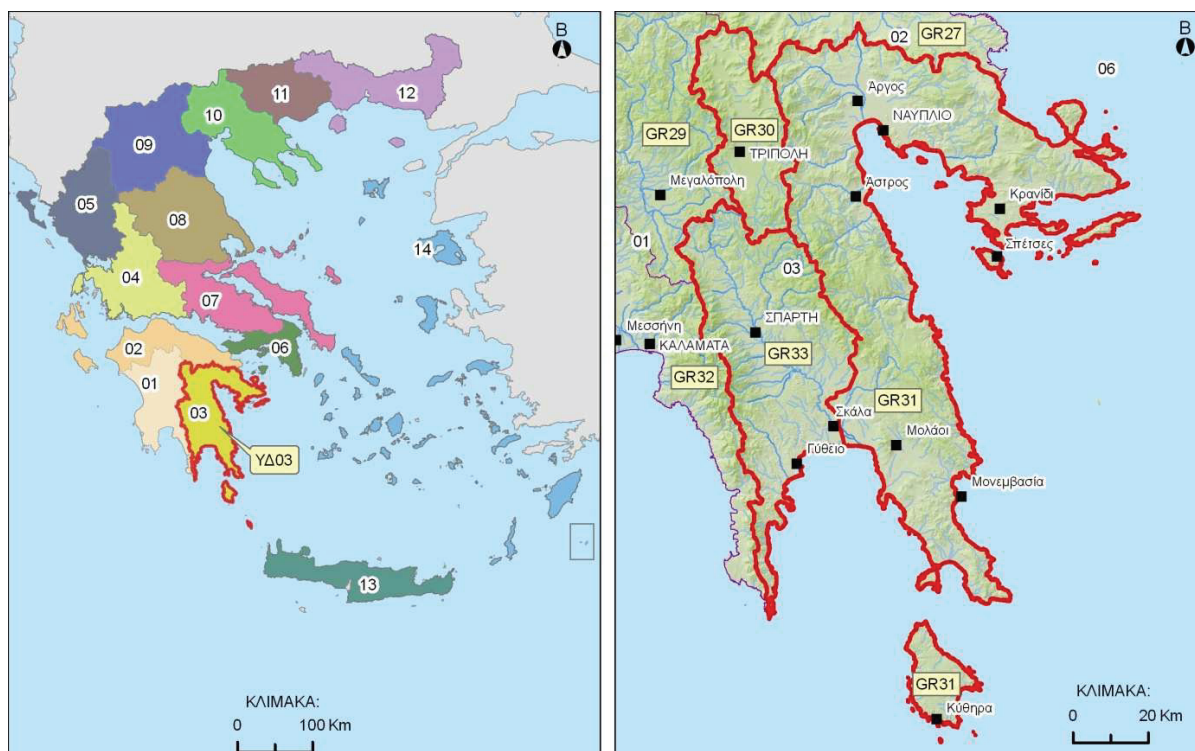 B
12
11
10
09
05
08
14
04
07
06
02
01
03
ΥΔ03
13
ΚΛΙΜΑΚΑ:
0 100 Km
02
GR27
B
06
Άργος
ΝΑΥΠΛΙΟ
GR29
GR30
ΤΡΙΠΟΛΗ
Μεγαλόπολη
Άστρος
Κρανίδι
Σπέτσες
01
03
ΣΠΑΡΤΗ
Μεσσήνη
ΚΑΛΑΜΑΤΑ
GR33
GR32
GR31
Σκάλα
Μολάοι
Γύθειο
Μονεμβασία
GR31
Κύθηρα
ΚΛΙΜΑΚΑ:
0 20 Km